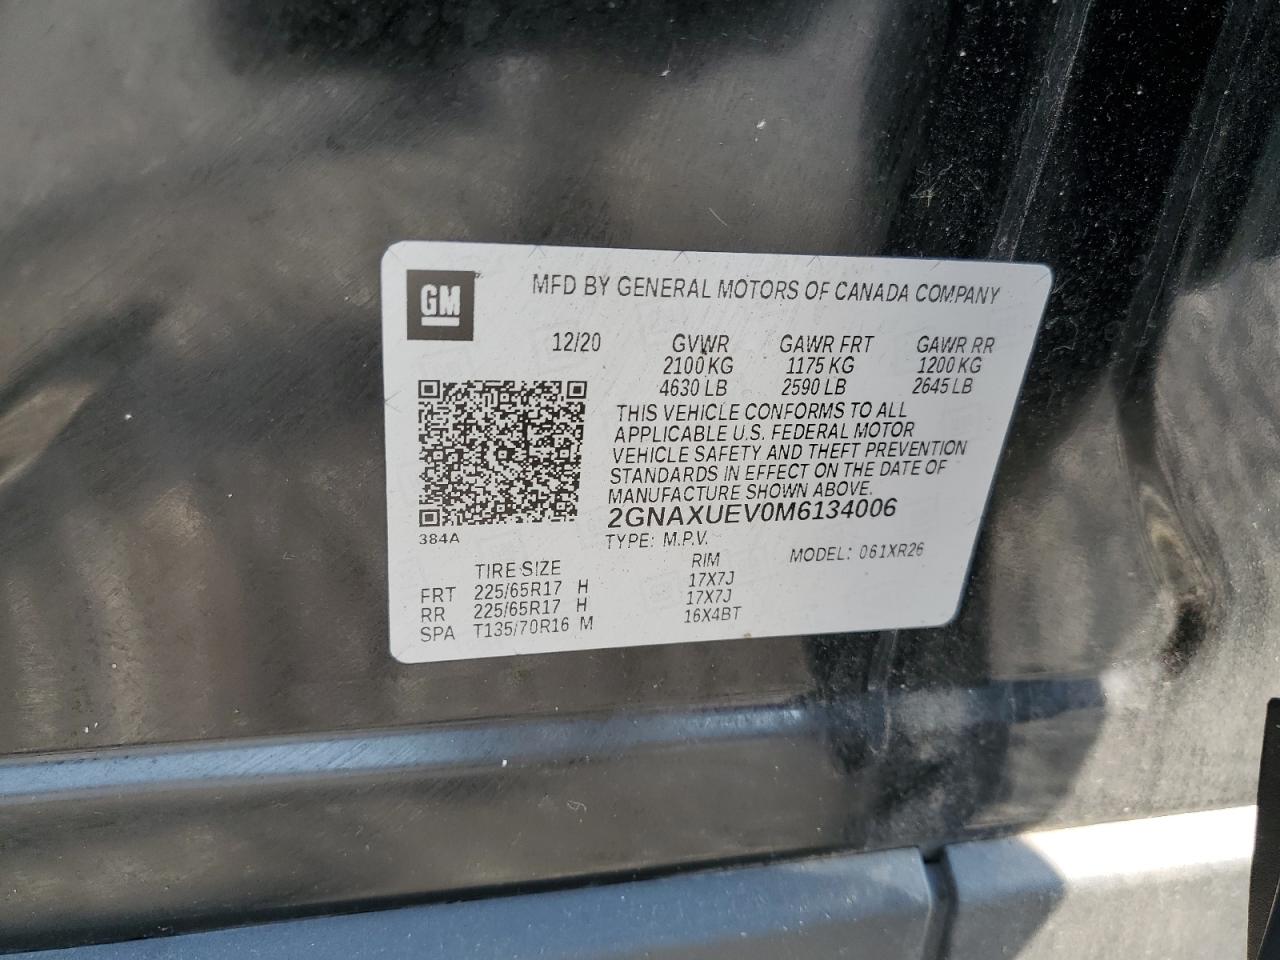 GM
MFD BY GENERAL MOTORS OF CANADA COMPANY
12/20 GVWR GAWR FRT GAWR RR
2100 KG 1175 KG 1200 KG
4630 LB 2590 LB 2645 LB
THIS VEHICLE CONFORMS TO ALL
APPLICABLE U.S. FEDERAL MOTOR
VEHICLE SAFETY AND THEFT PREVENTION
STANDARDS IN EFFECT ON THE DATE OF
MANUFACTURE SHOWN ABOVE.
2GNAXUEV0M6134006
384A TYPE: M.P.V. MODEL: 061XR26
TIRE SIZE RIM
FRT 225/65R17 H 17X7J
RR 225/65R17 H 17X7J
SPA T135/70R16 M 16X4BT